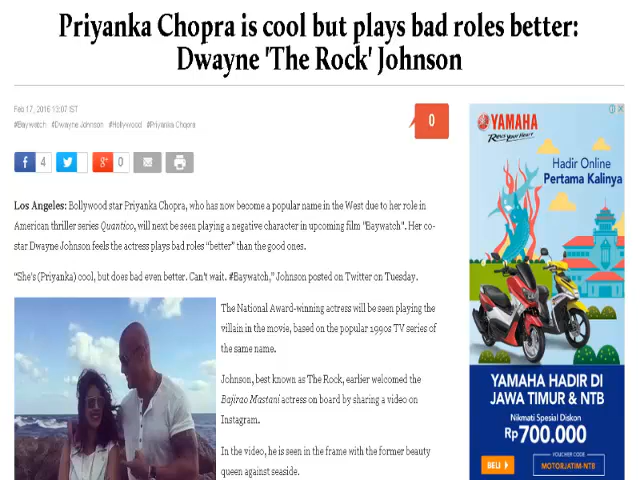 Priyanka Chopra is cool but plays bad roles better:
Dwayne 'The Rock' Johnson
Feb 17, 2016 13:07 IST
#Baywatch #Dwayne Johnson #Hollywood #Priyanka Chopra
0
4
0
Los Angeles: Bollywood star Priyanka Chopra, who has now become a popular name in the West due to her role in
American thriller series Quantico, will next be seen playing a negative character in upcoming film "Baywatch". Her co-
star Dwayne Johnson feels the actress plays bad roles “better” than the good ones.
“She's (Priyanka) cool, but does bad even better. Can't wait. #Baywatch,” Johnson posted on Twitter on Tuesday.
The National Award-winning actress will be seen playing the
villain in the movie, based on the popular 1990s TV series of
the same name.
Johnson, best known as 'The Rock, earlier welcomed the
Bajirao Mastani actress on board by sharing a video on
Instagram.
In the video, he is seen in the frame with the former beauty
queen against seaside.
YAMAHA
Revs Your Heart
Hadir Online
Pertama Kalinya
YAMAHA HADIR DI
JAWA TIMUR & NTB
Nikmati Spesial Diskon
Rp700.000
BELI
VOUCHER CODE
MOTORJATIM-NTB